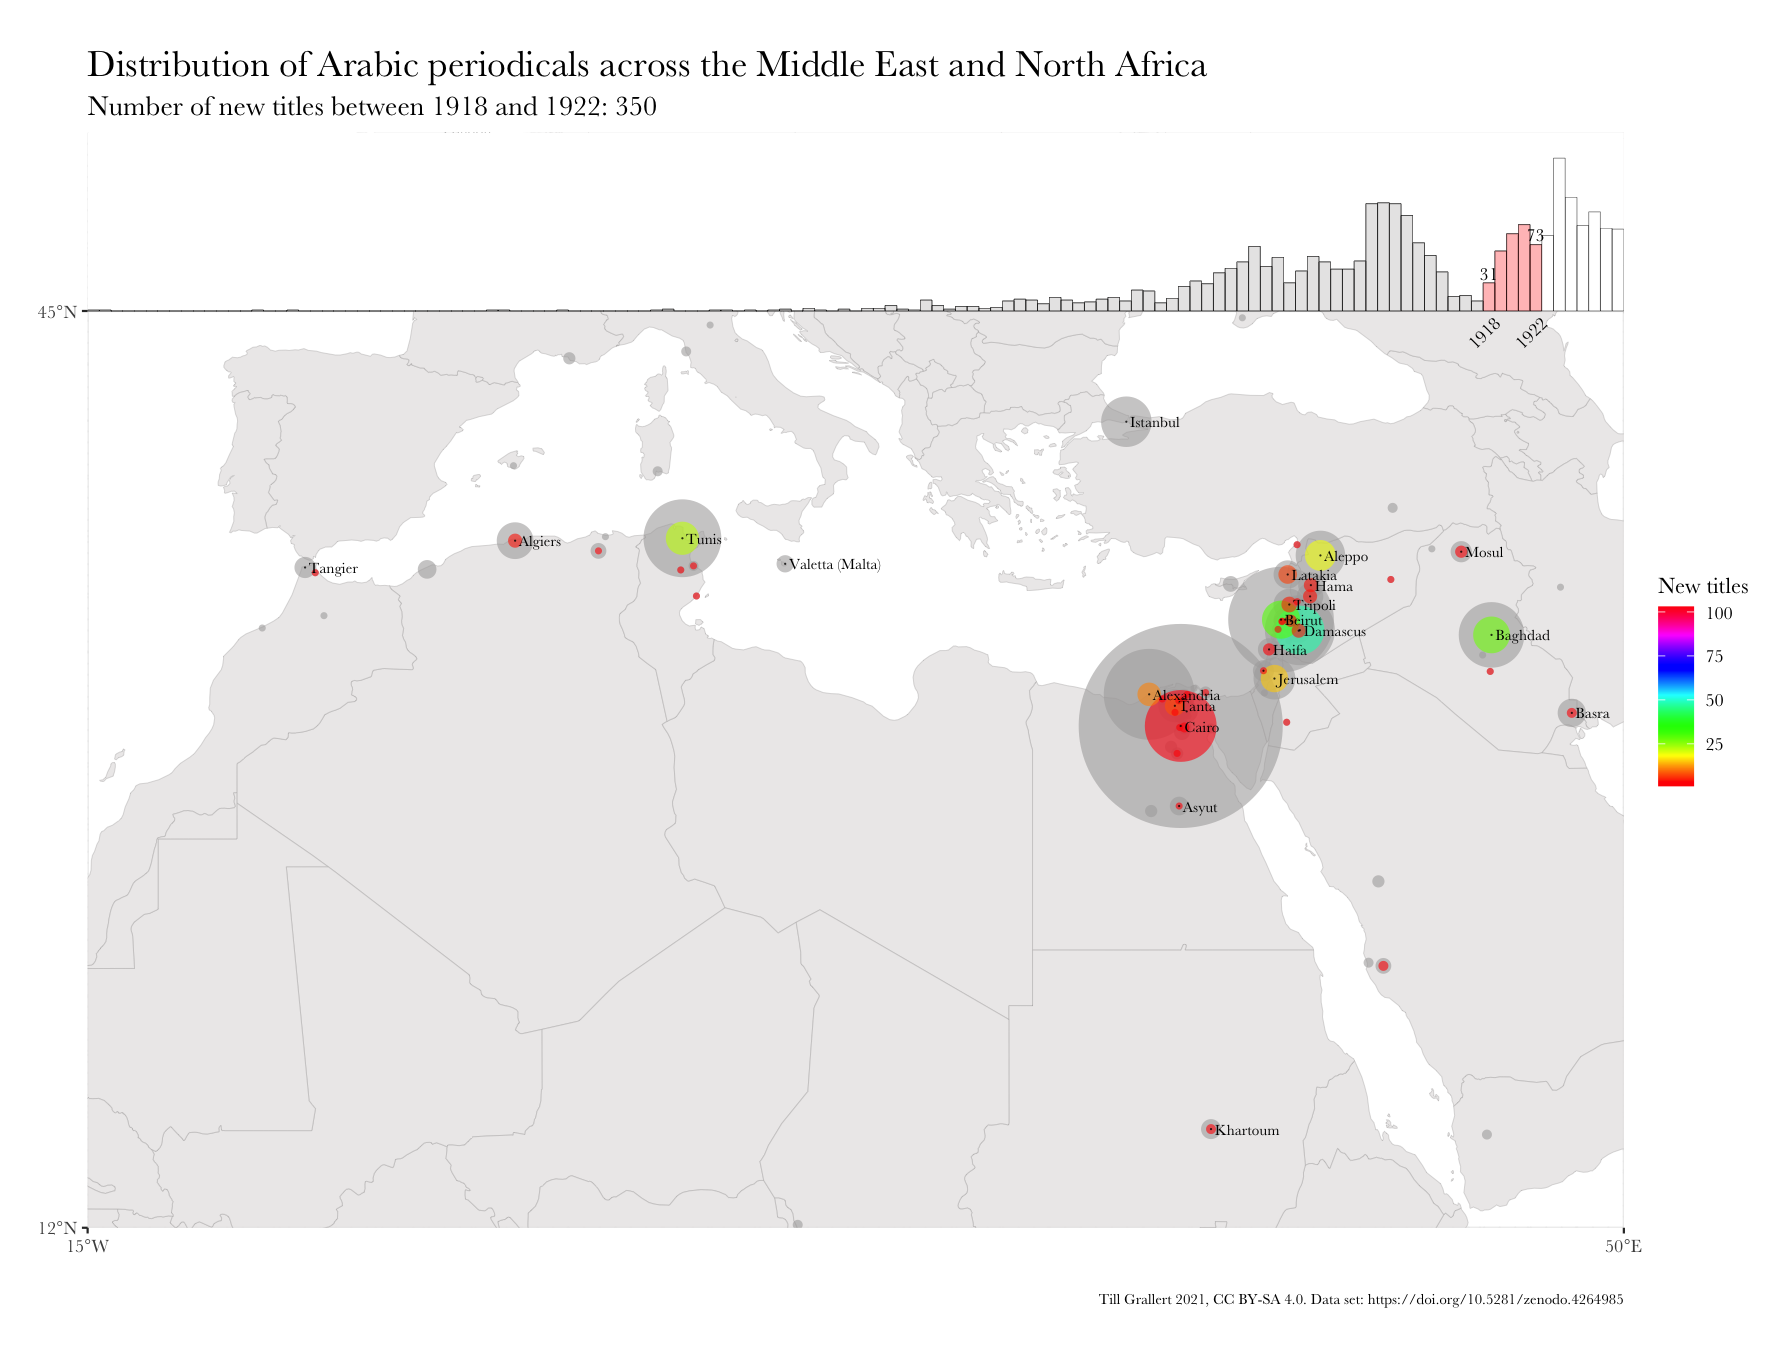 Distribution of Arabic periodicals across the Middle East and North Africa
Number of new titles between 1918 and 1922: 350
73
31
45°N
1918
1922
Istanbul
Algiers
Tunis
Tangier
Valetta (Malta)
Aleppo
Mosul
Latakia
Hama
Tripoli
Beirut
Damascus
Baghdad
Haifa
Jerusalem
Alexandria
Tanta
Cairo
Basra
Asyut
Khartoum
New titles
100
75
50
25
12°N
15°W
50°E
Till Grallert 2021, CC BY-SA 4.0. Data set: https://doi.org/10.5281/zenodo.4264985